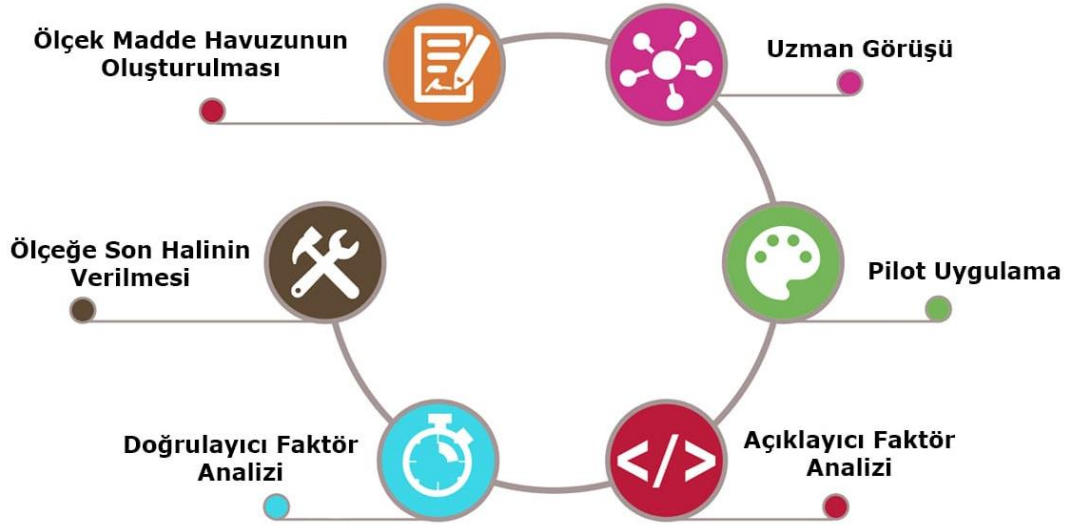 Ölçek Madde Havuzunun
Oluşturulması
Uzman Görüşü
Pilot Uygulama
Açıklayıcı Faktör
Analizi
Doğrulayıcı Faktör
Analizi
Ölçeğe Son Halinin
Verilmesi